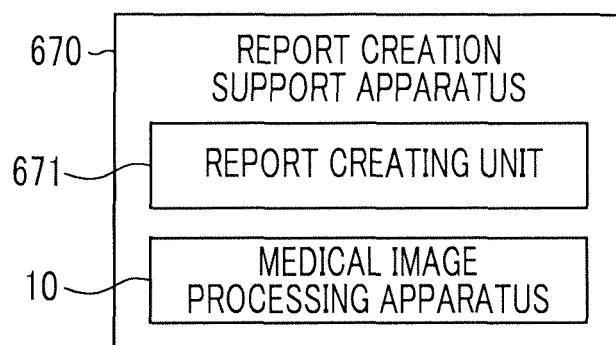 670
REPORT CREATION
SUPPORT APPARATUS
671
REPORT CREATING UNIT
10
MEDICAL IMAGE
PROCESSING APPARATUS